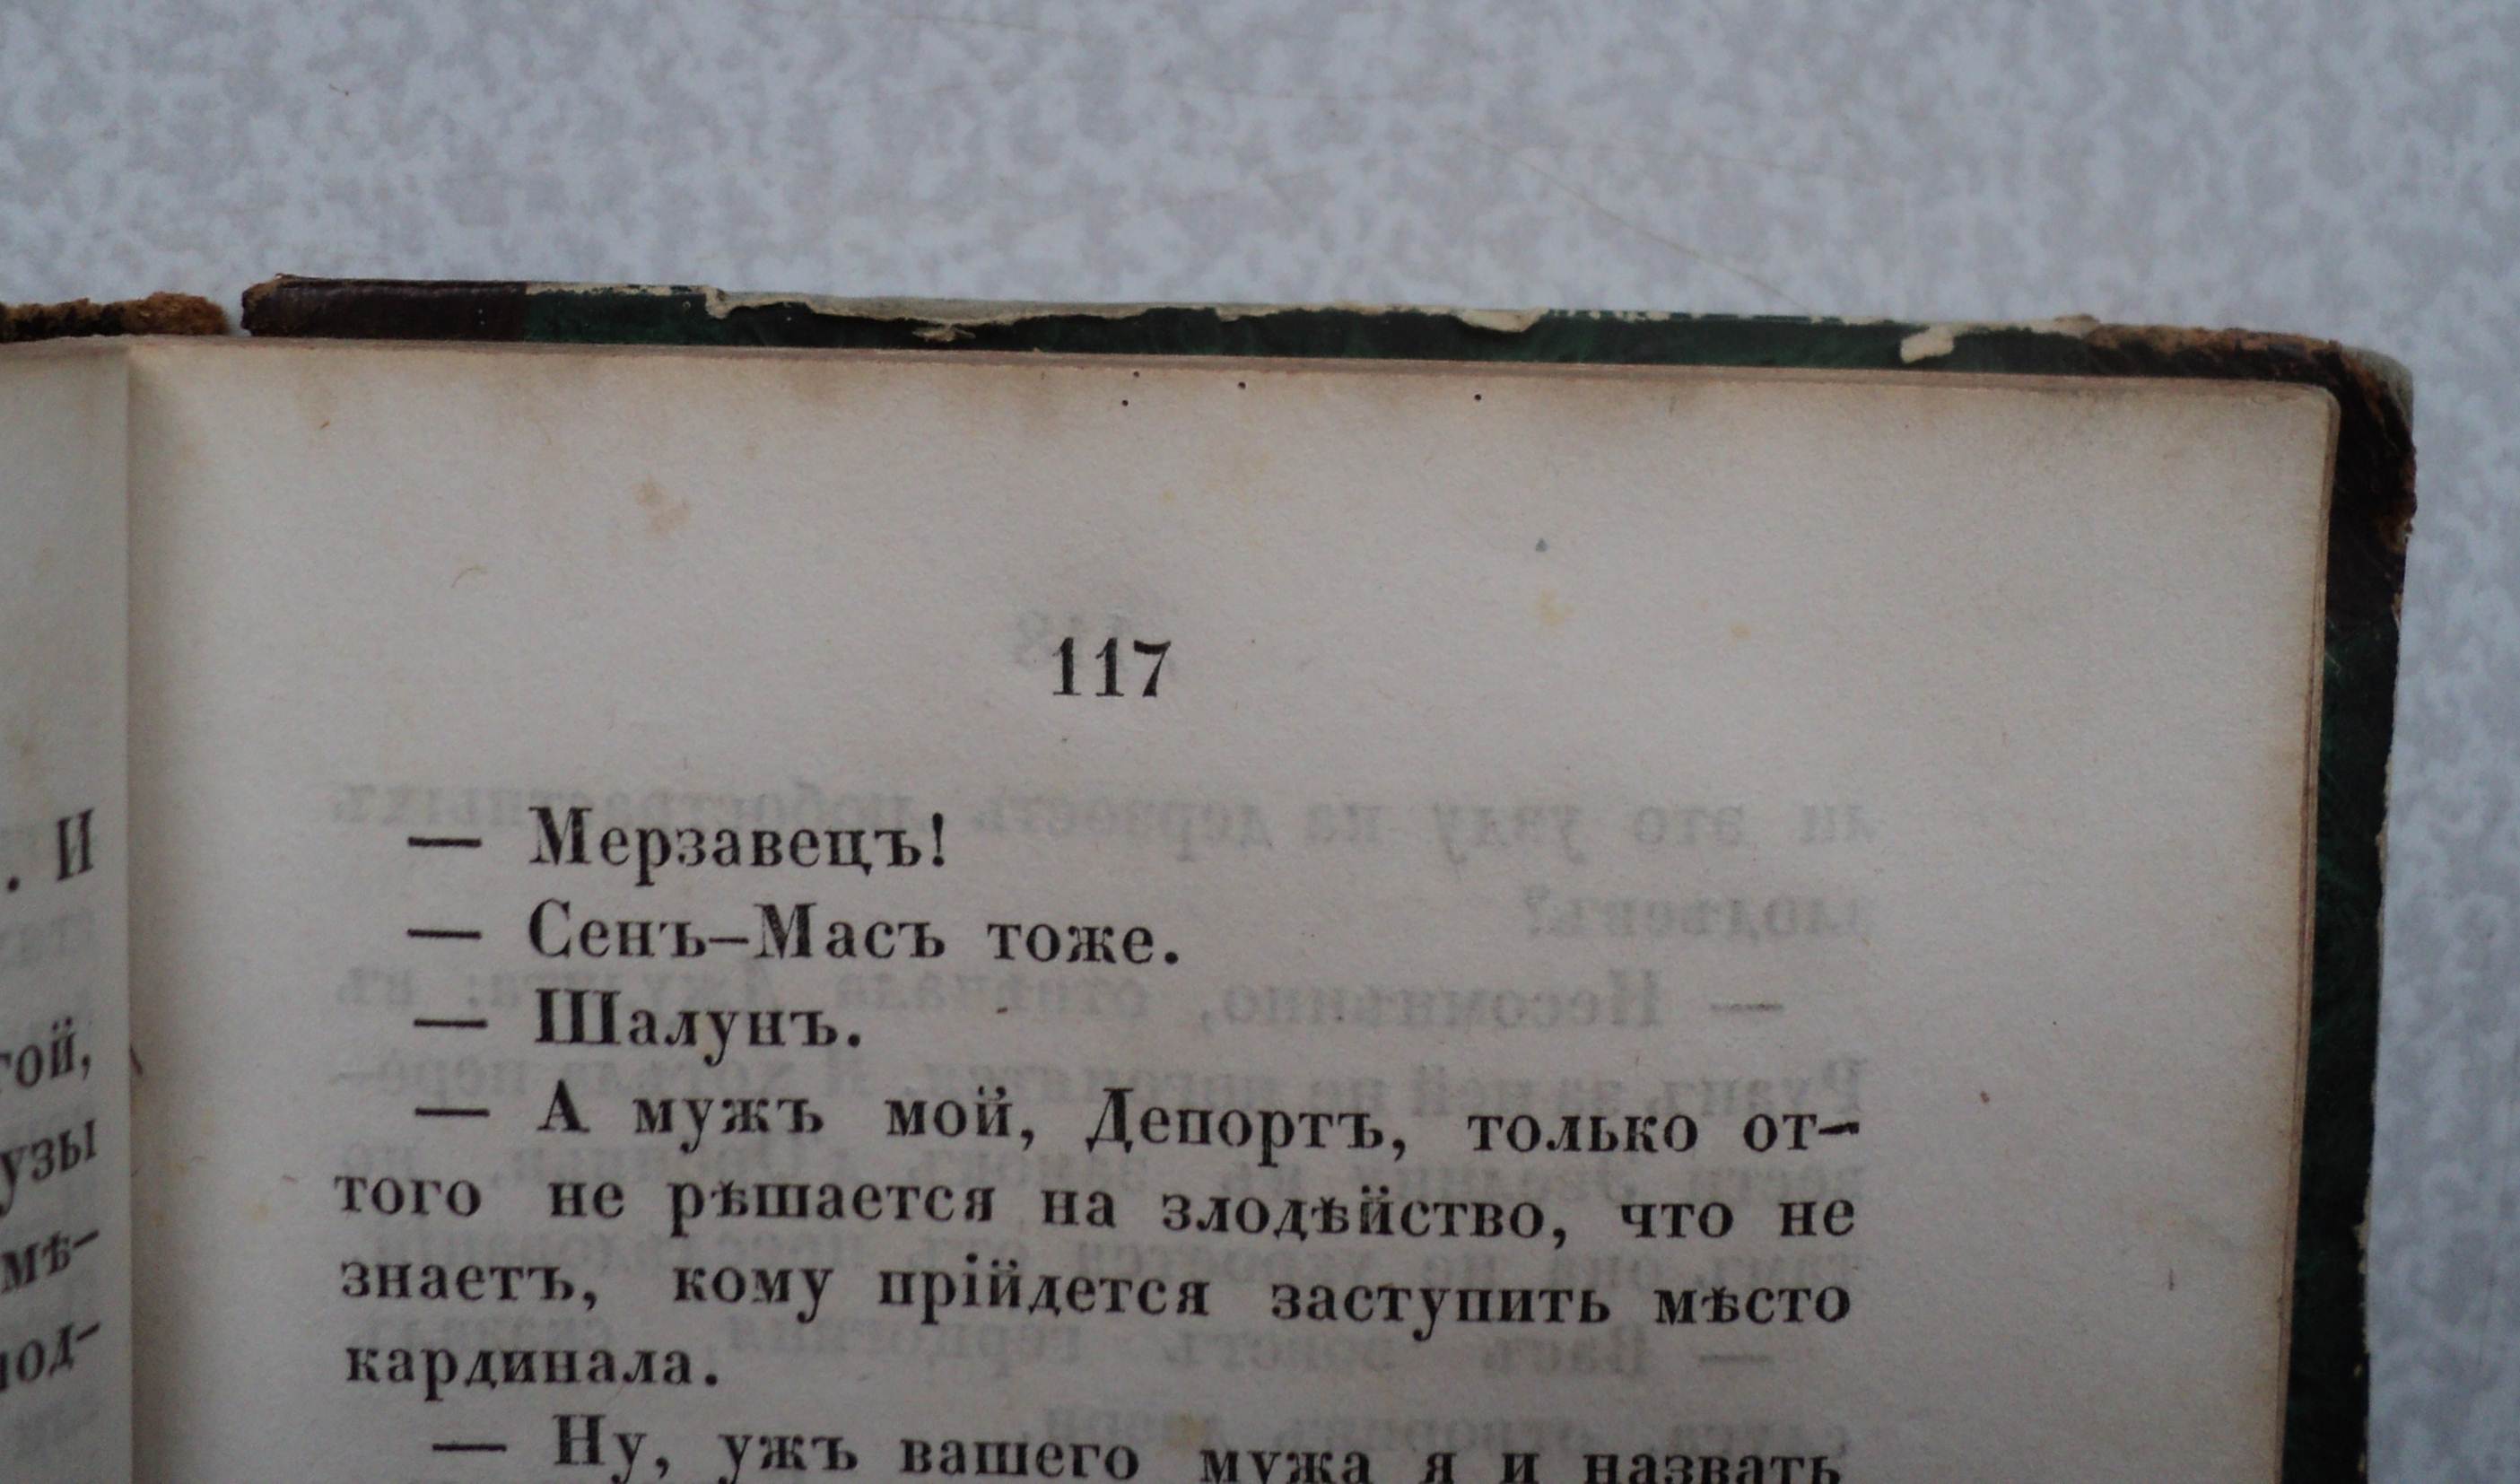 117
— Мерзавецъ!
— Сенъ-Масъ тоже.
— Шалунъ.
— А мужъ мой, Депортъ, только от-
того не рѣшается на злодѣйство, что не
знаетъ, кому прійдется заступить мѣсто
кардинала.
— Ну, ужъ вашего мужа я и назвать